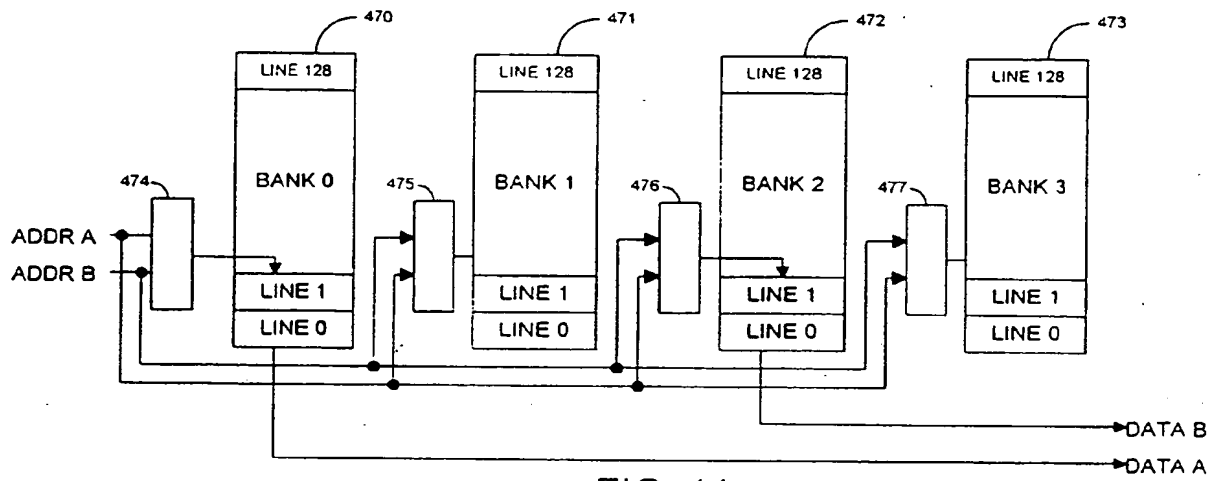 470 471 472 473
LINE 128 LINE 128 LINE 128 LINE 128
BANK 0 BANK 1 BANK 2 BANK 3
474 475 476 477
ADDR A
ADDR B
LINE 1 LINE 1 LINE 1 LINE 1
LINE 0 LINE 0 LINE 0 LINE 0
DATA B
DATA A